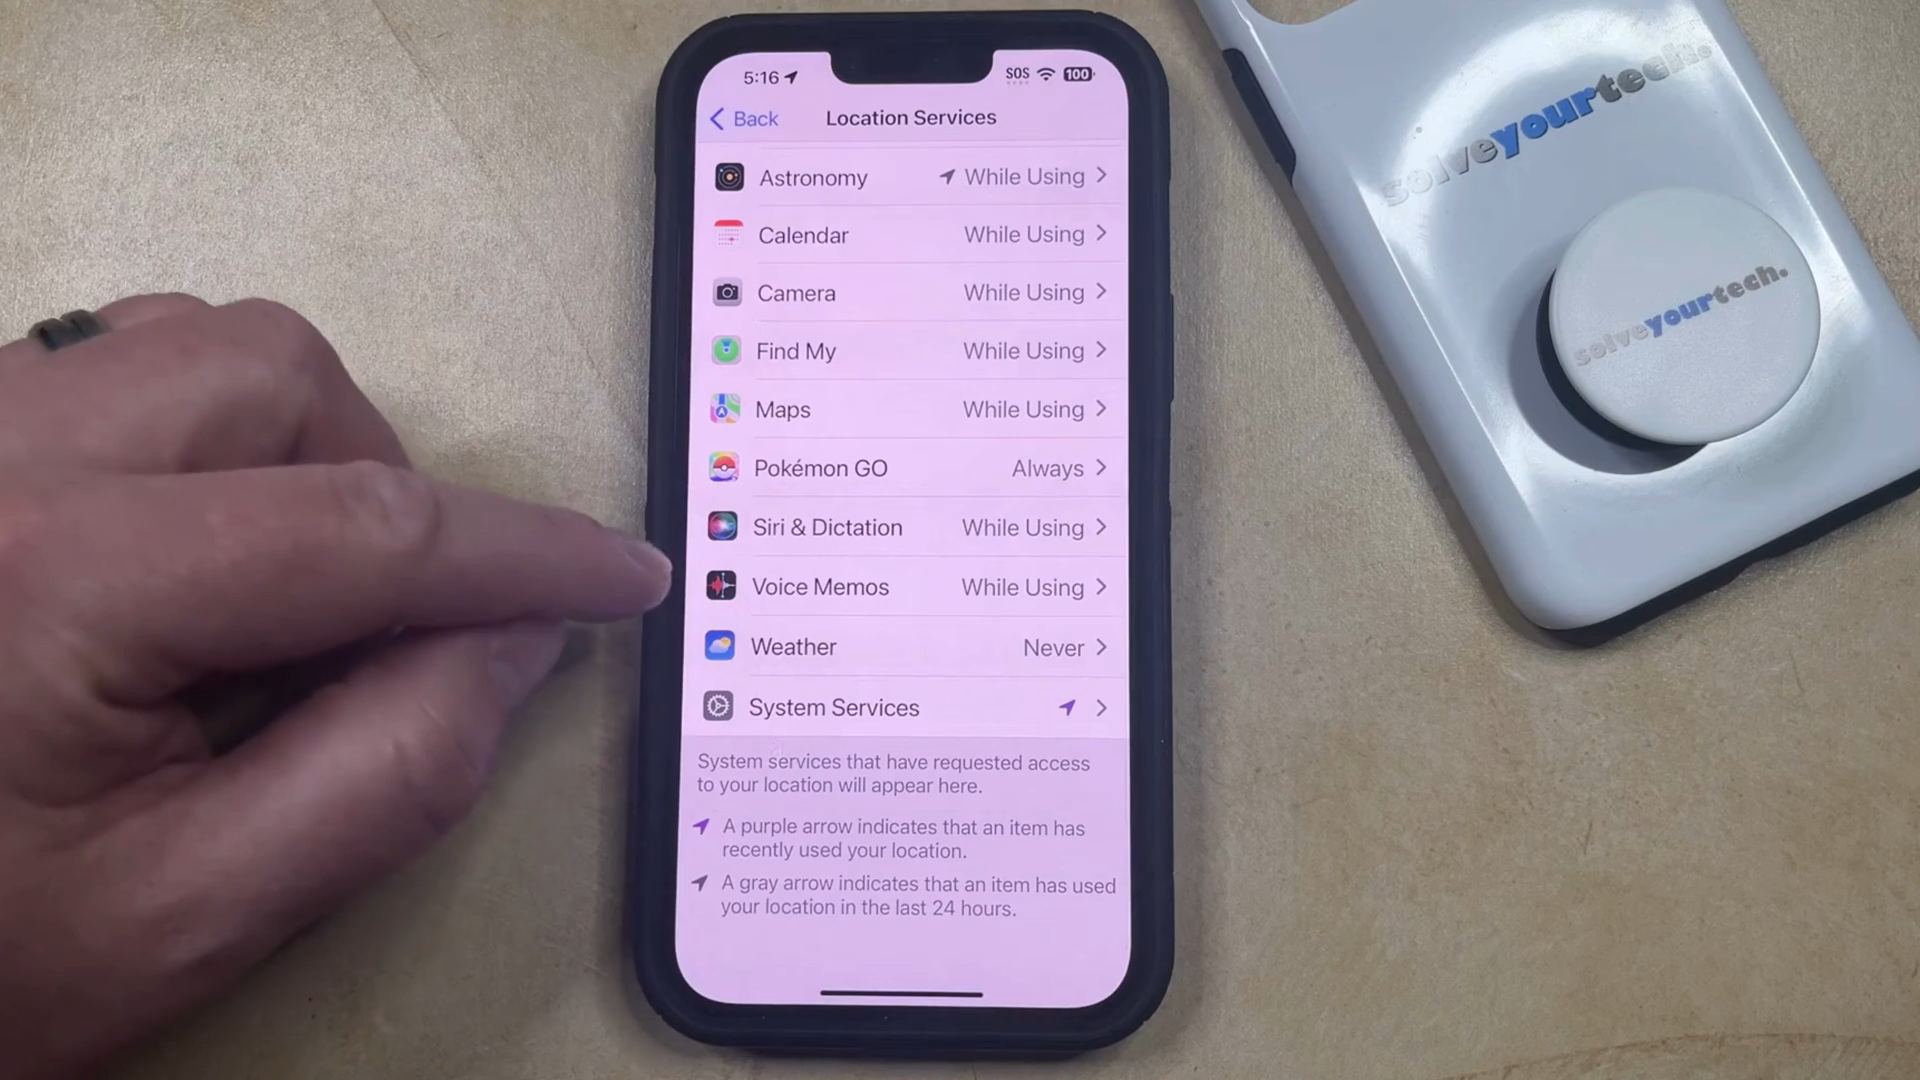 5:16
SOS
100
Back
Location Services
Astronomy While Using
Calendar While Using
Camera While Using
Find My While Using
Maps While Using
Pokémon GO Always
Siri & Dictation While Using
Voice Memos While Using
Weather Never
System Services
System services that have requested access
to your location will appear here.
A purple arrow indicates that an item has
recently used your location.
A gray arrow indicates that an item has used
your location in the last 24 hours.
solveyourtech.
solveyourtech.